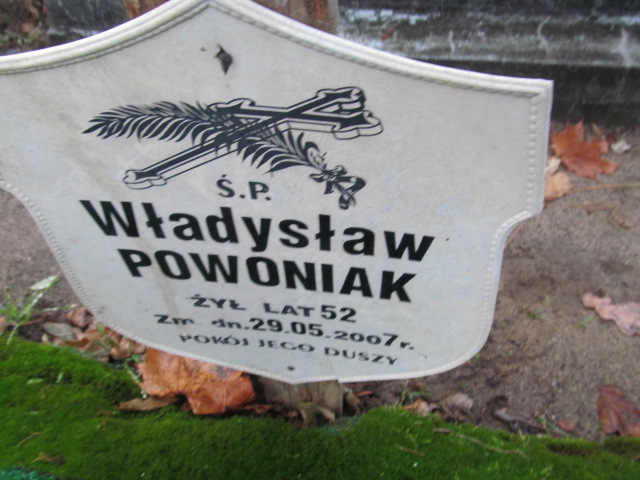 Ś.P.
Władysław
POWONIAK
ŻYŁ LAT 52
Zm. dn. 29.05.2007r.
POKÓJ JEGO DUSZY